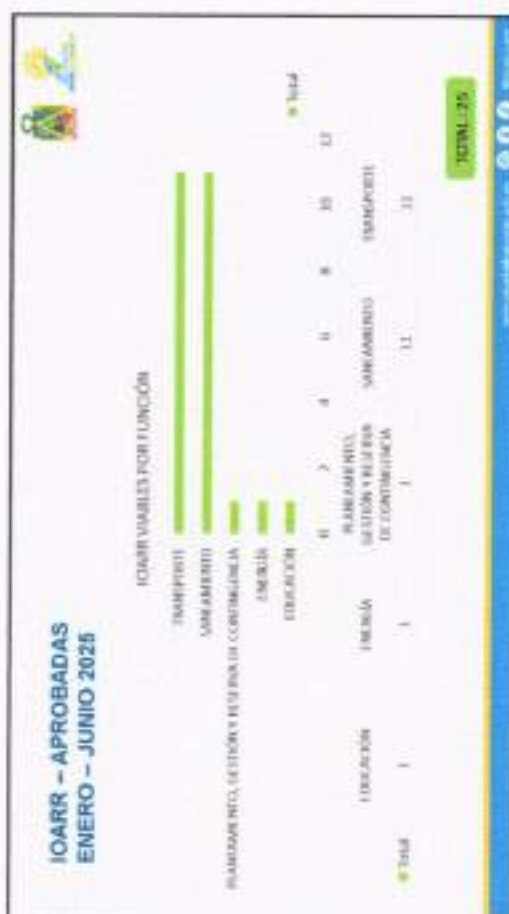 IOARR – APROBADAS
ENERO – JUNIO 2025
IOARR VIABLES POR FUNCIÓN
TRANSPORTE
SANEAMIENTO
PLANEAMIENTO, GESTIÓN Y RESERVA DE CONTINGENCIA
ENERGÍA
EDUCACIÓN
0 2 4 6 8 10 12
Total
EDUCACIÓN ENERGÍA PLANEAMIENTO, GESTIÓN Y RESERVA DE CONTINGENCIA SANEAMIENTO TRANSPORTE
Total 1 1 1 11 11
TOTAL: 25